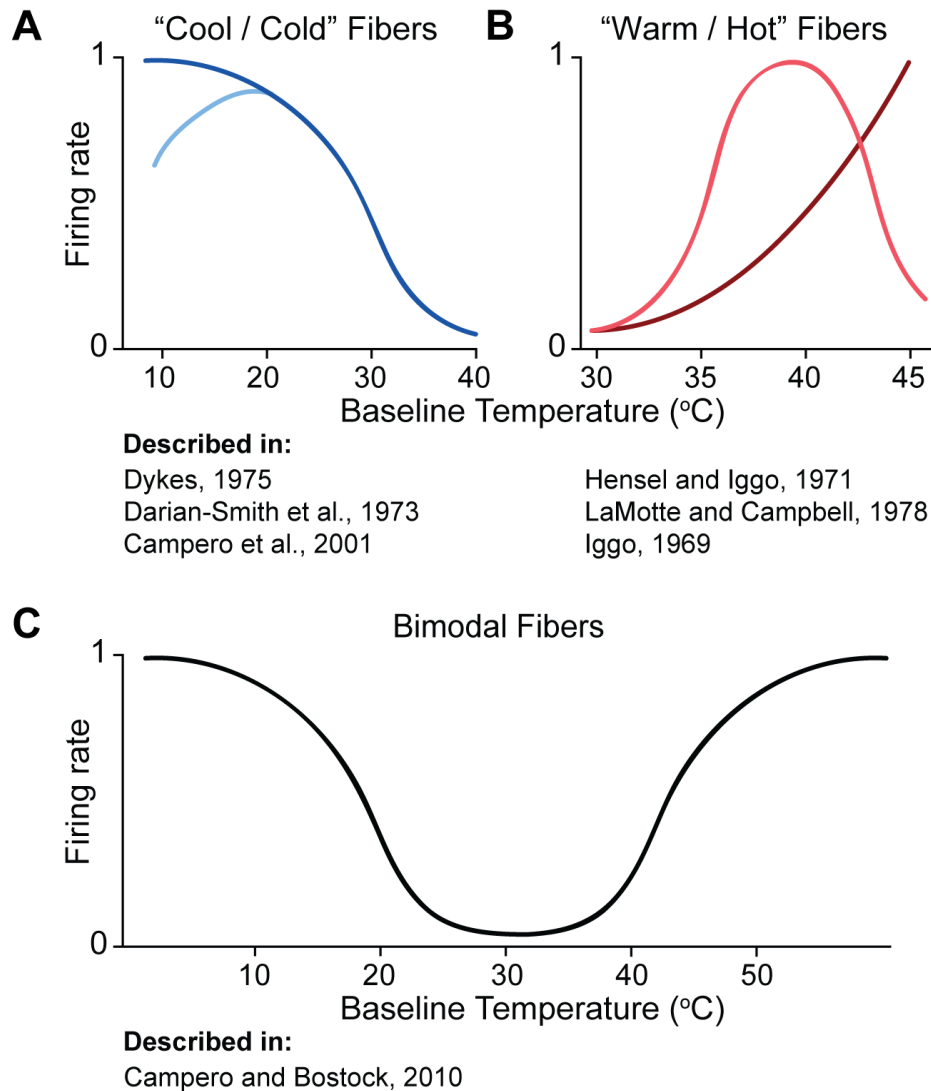 A
“Cool / Cold” Fibers
1
Firing rate
0
10 20 30 40
B
“Warm / Hot” Fibers
1
0
30 35 40 45
Baseline Temperature (oC)
Described in:
Dykes, 1975
Darian-Smith et al., 1973
Campero et al., 2001
Hensel and Iggo, 1971
LaMotte and Campbell, 1978
Iggo, 1969
C
Bimodal Fibers
1
Firing rate
0
10 20 30 40 50
Baseline Temperature (oC)
Described in:
Campero and Bostock, 2010